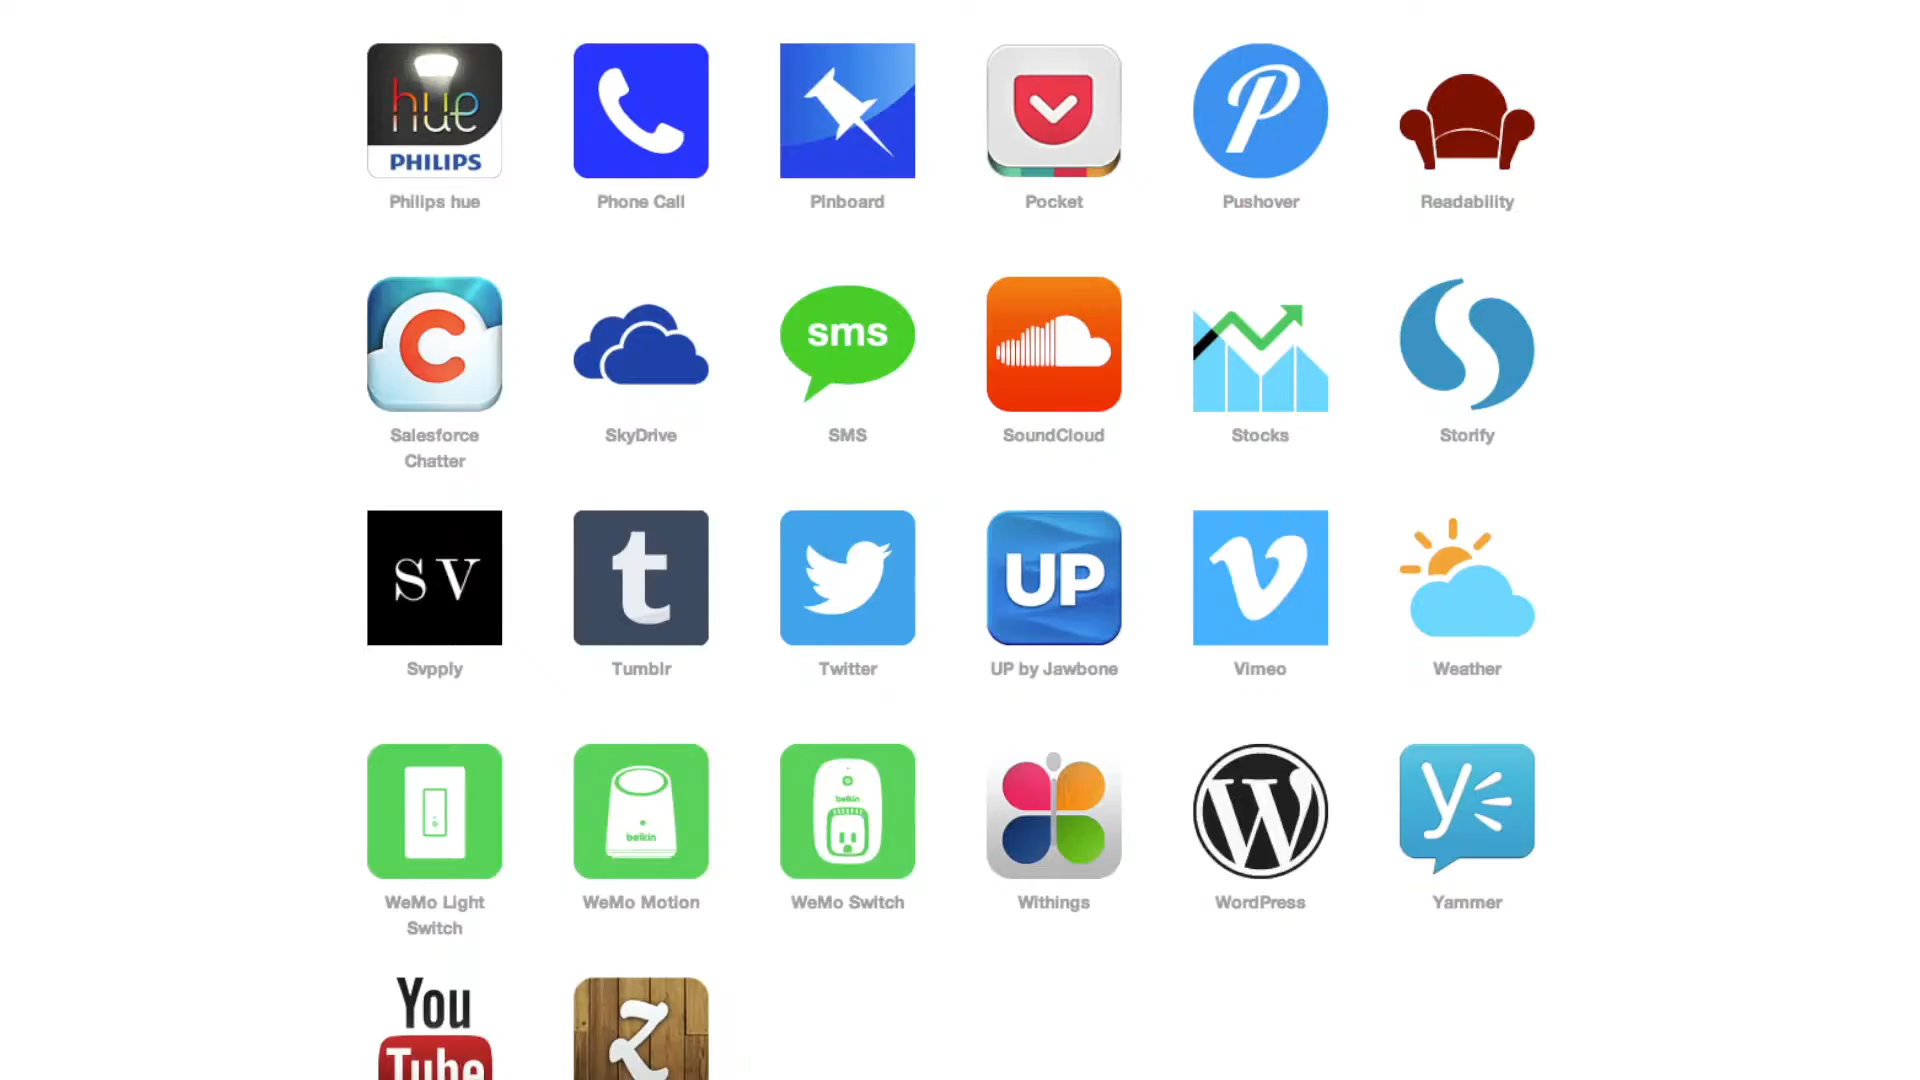 hue
PHILIPS
Philips hue
Phone Call
Pinboard
Pocket
P
Pushover
Readability
C
Salesforce
Chatter
SkyDrive
sms
SMS
SoundCloud
Stocks
Storify
SV
Svpply
t
Tumblr
Twitter
UP
UP by Jawbone
v
Vimeo
Weather
WeMo Light
Switch
belkin
WeMo Motion
belkin
WeMo Switch
Withings
W
WordPress
y
Yammer
You
Tube
Z